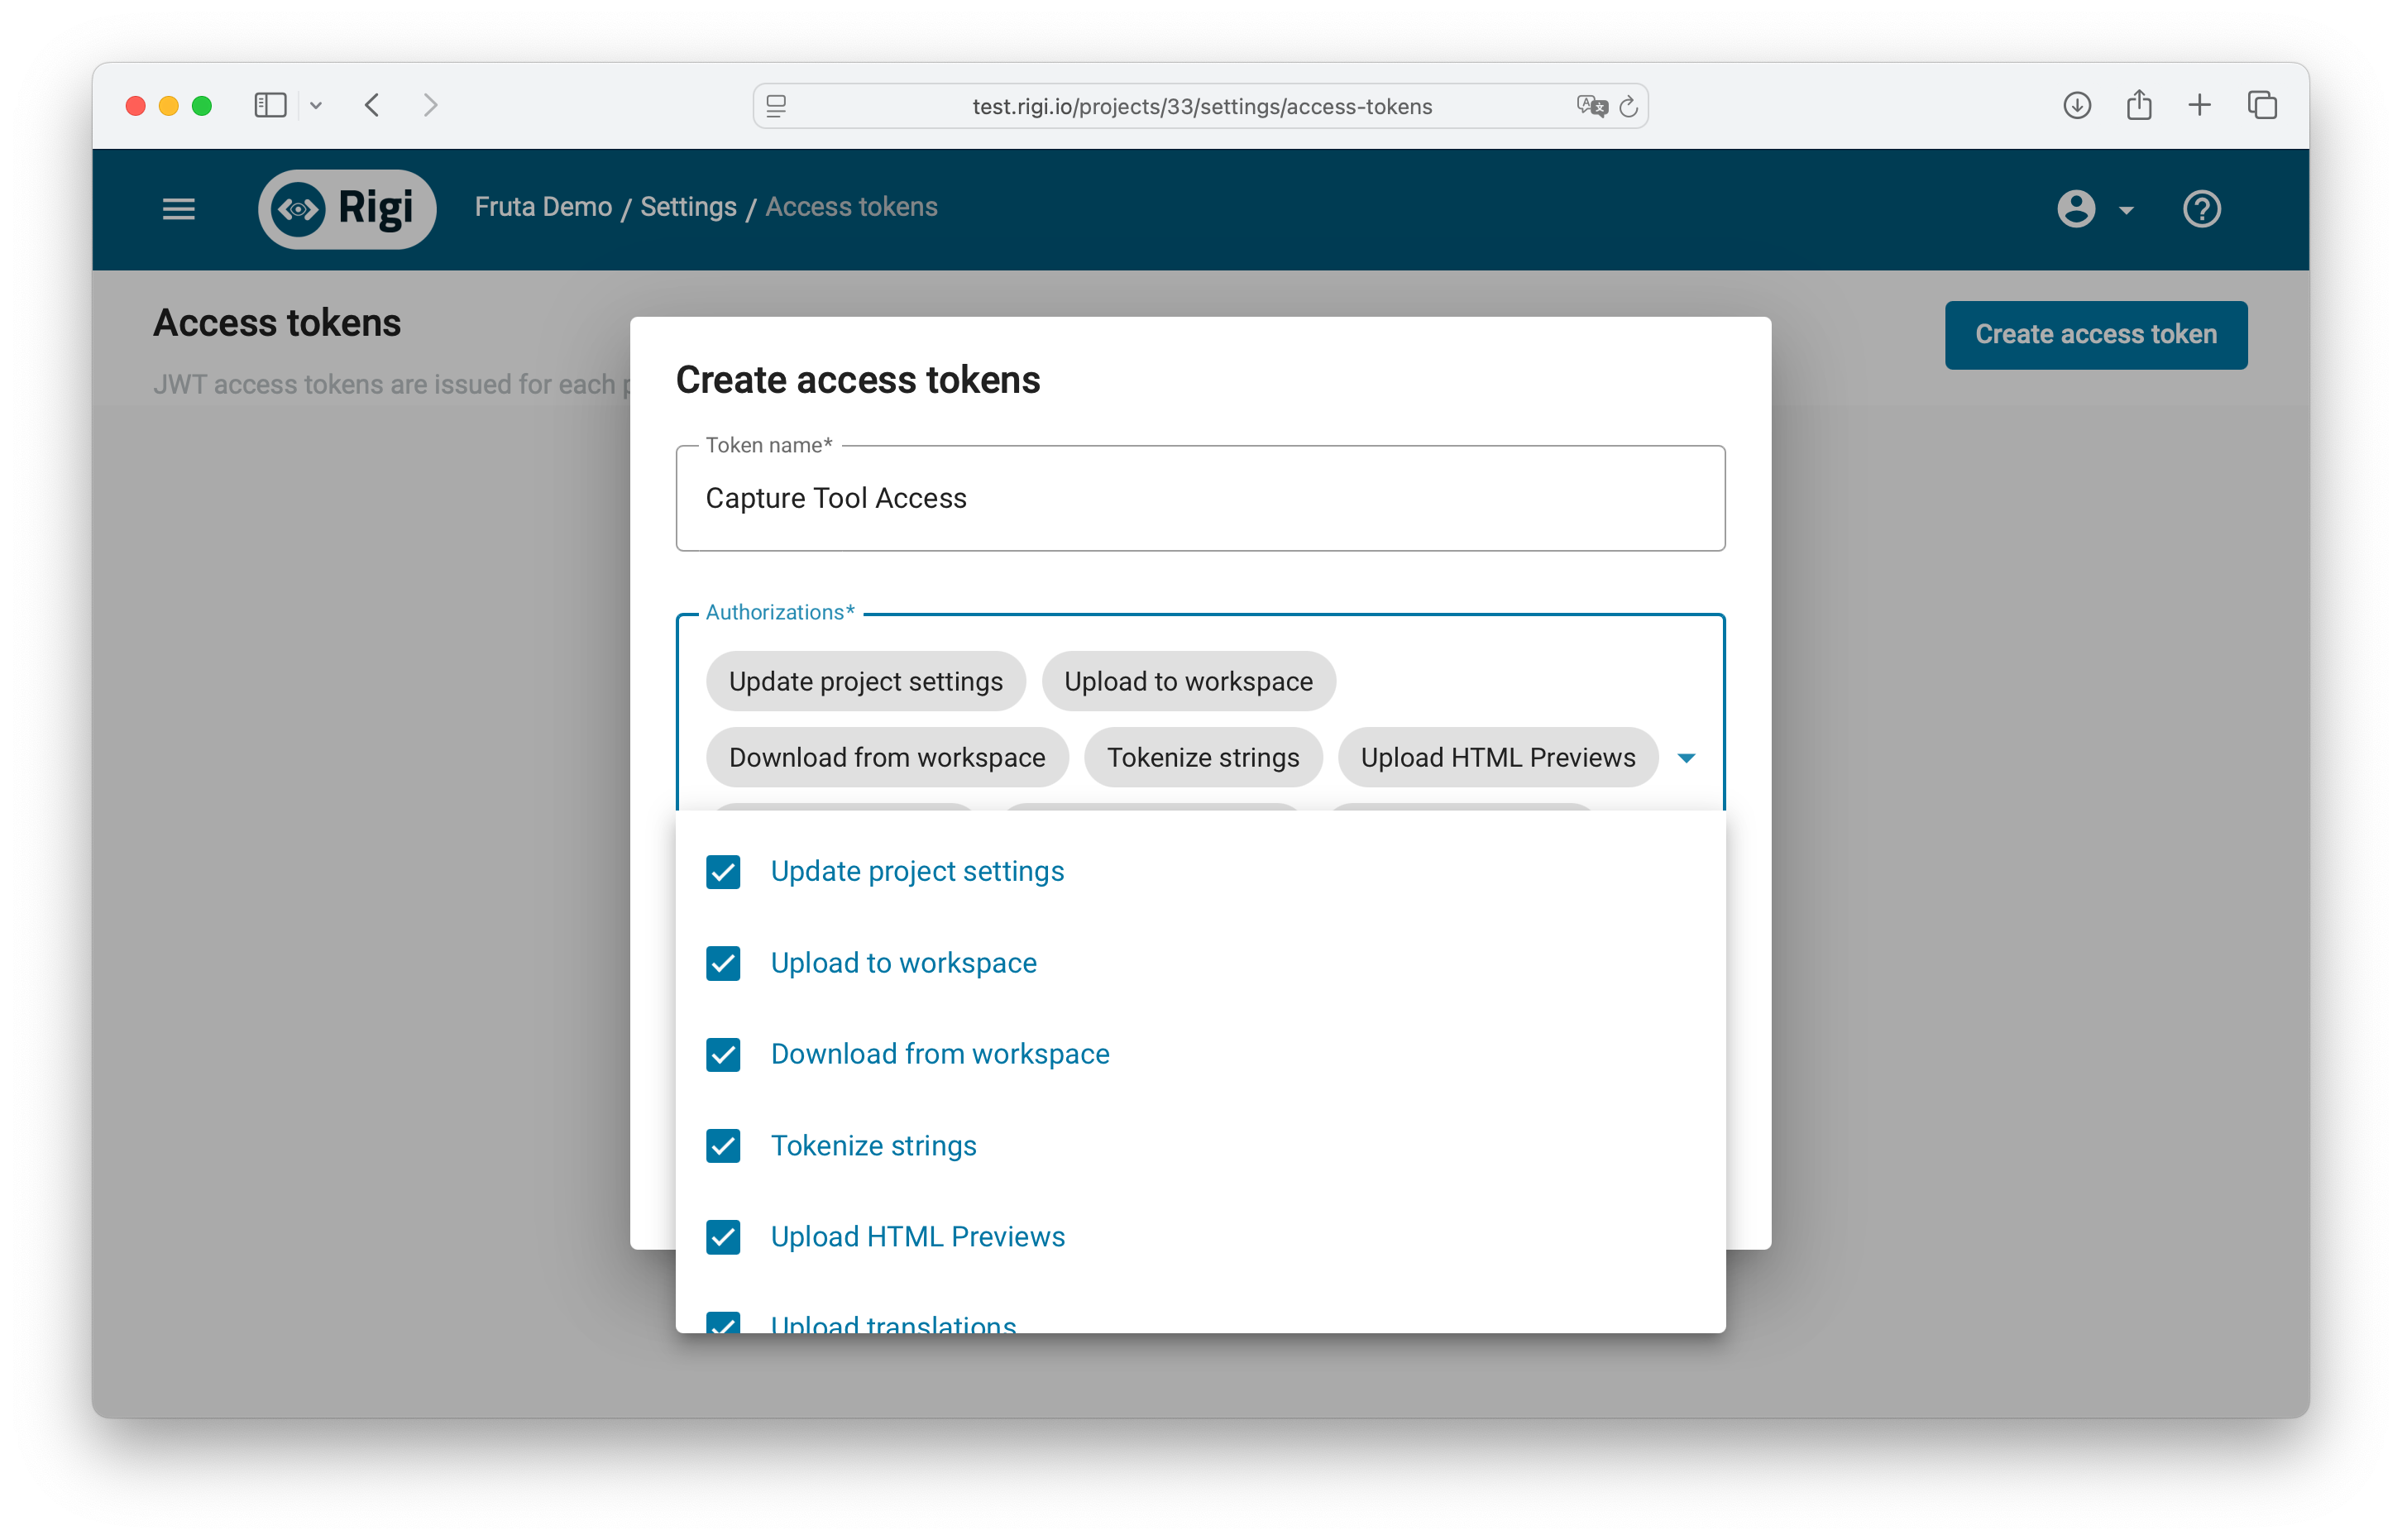 test.rigi.io/projects/33/settings/access-tokens
Rigi
Fruta Demo / Settings / Access tokens
Access tokens
Create access token
JWT access tokens are issued for each
Create access tokens
Token name*
Capture Tool Access
Authorizations*
Update project settings
Upload to workspace
Download from workspace
Tokenize strings
Upload HTML Previews
Update project settings
Upload to workspace
Download from workspace
Tokenize strings
Upload HTML Previews
Upload translations